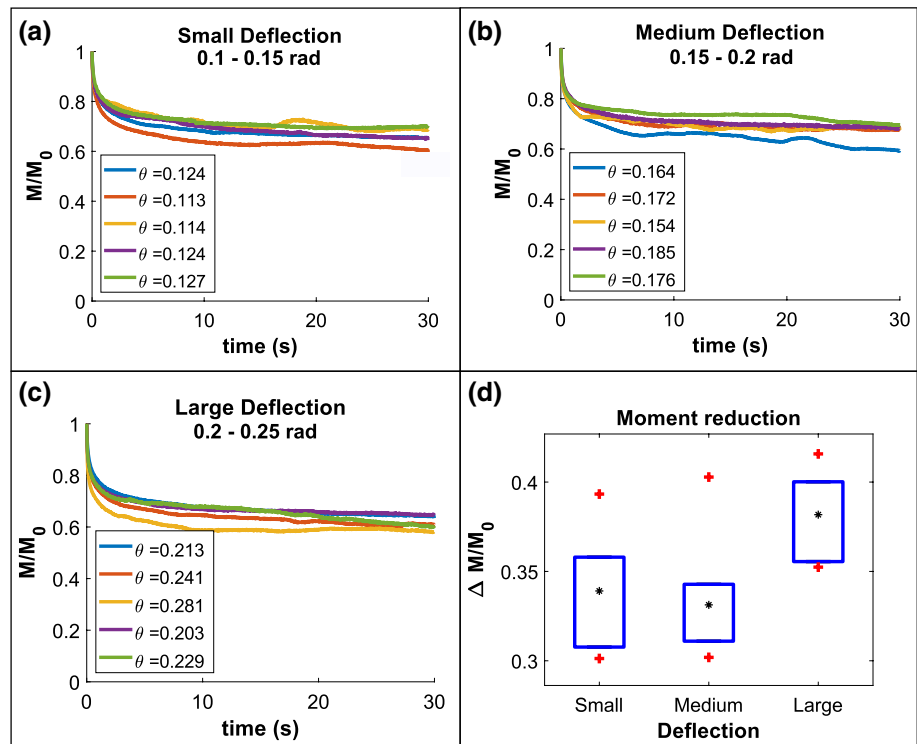 (a)
Small Deflection
0.1 - 0.15 rad
1
0.8
0.6
0.4
0.2
0
M/M0
θ =0.124
θ =0.113
θ =0.114
θ =0.124
θ =0.127
0 10 20 30
time (s)
(b)
Medium Deflection
0.15 - 0.2 rad
1
0.8
0.6
0.4
0.2
0
M/M0
θ =0.164
θ =0.172
θ =0.154
θ =0.185
θ =0.176
0 10 20 30
time (s)
(c)
Large Deflection
0.2 - 0.25 rad
1
0.8
0.6
0.4
0.2
0
M/M0
θ =0.213
θ =0.241
θ =0.281
θ =0.203
θ =0.229
0 10 20 30
time (s)
(d)
Moment reduction
0.4
0.35
0.3
Δ M/M0
Small Medium Large
Deflection